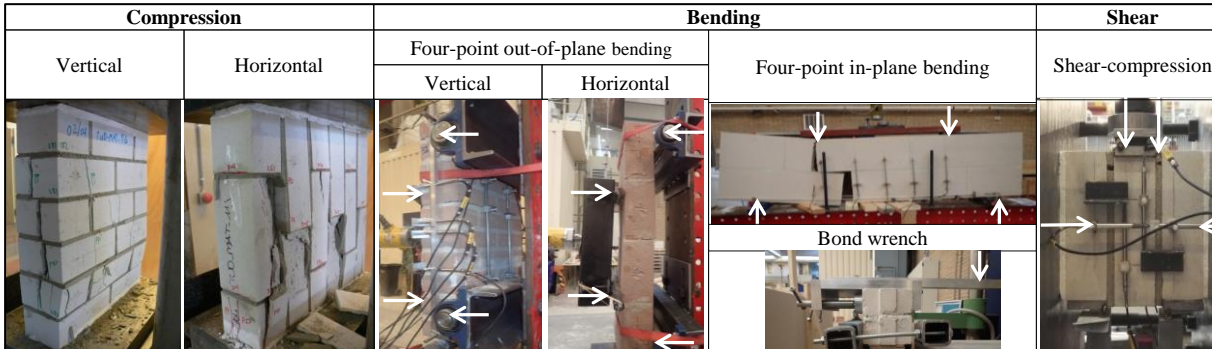 Compression
Bending
Shear
Vertical
Horizontal
Four-point out-of-plane bending
Vertical
Horizontal
Four-point in-plane bending
Shear-compression
Bond wrench